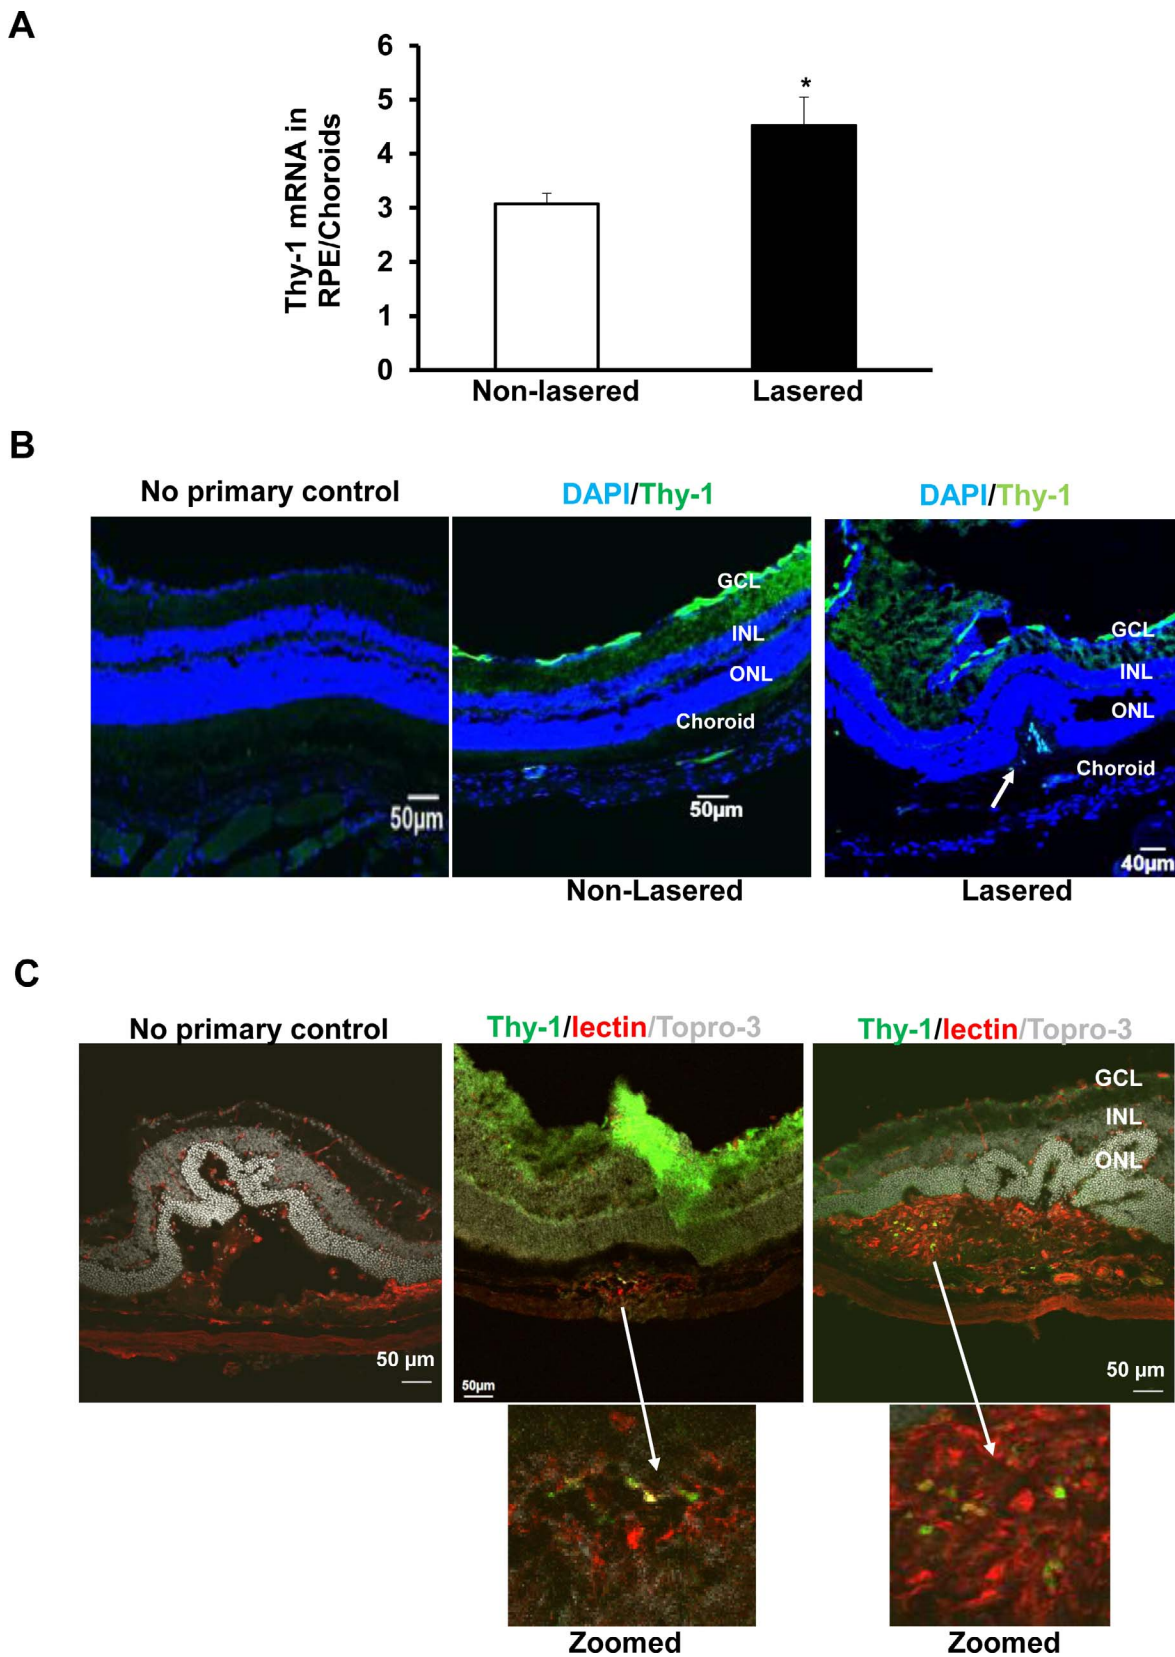 A
6
5
4
3
2
1
0
Thy-1 mRNA in
RPE/Choroids
*
Non-lasered
Lasered
B
No primary control
DAPI/Thy-1
DAPI/Thy-1
GCL
INL
ONL
Choroid
GCL
INL
ONL
Choroid
50µm
50µm
40µm
Non-Lasered
Lasered
C
No primary control
Thy-1/lectin/Topro-3
Thy-1/lectin/Topro-3
GCL
INL
ONL
50 µm
50µm
50 µm
Zoomed
Zoomed